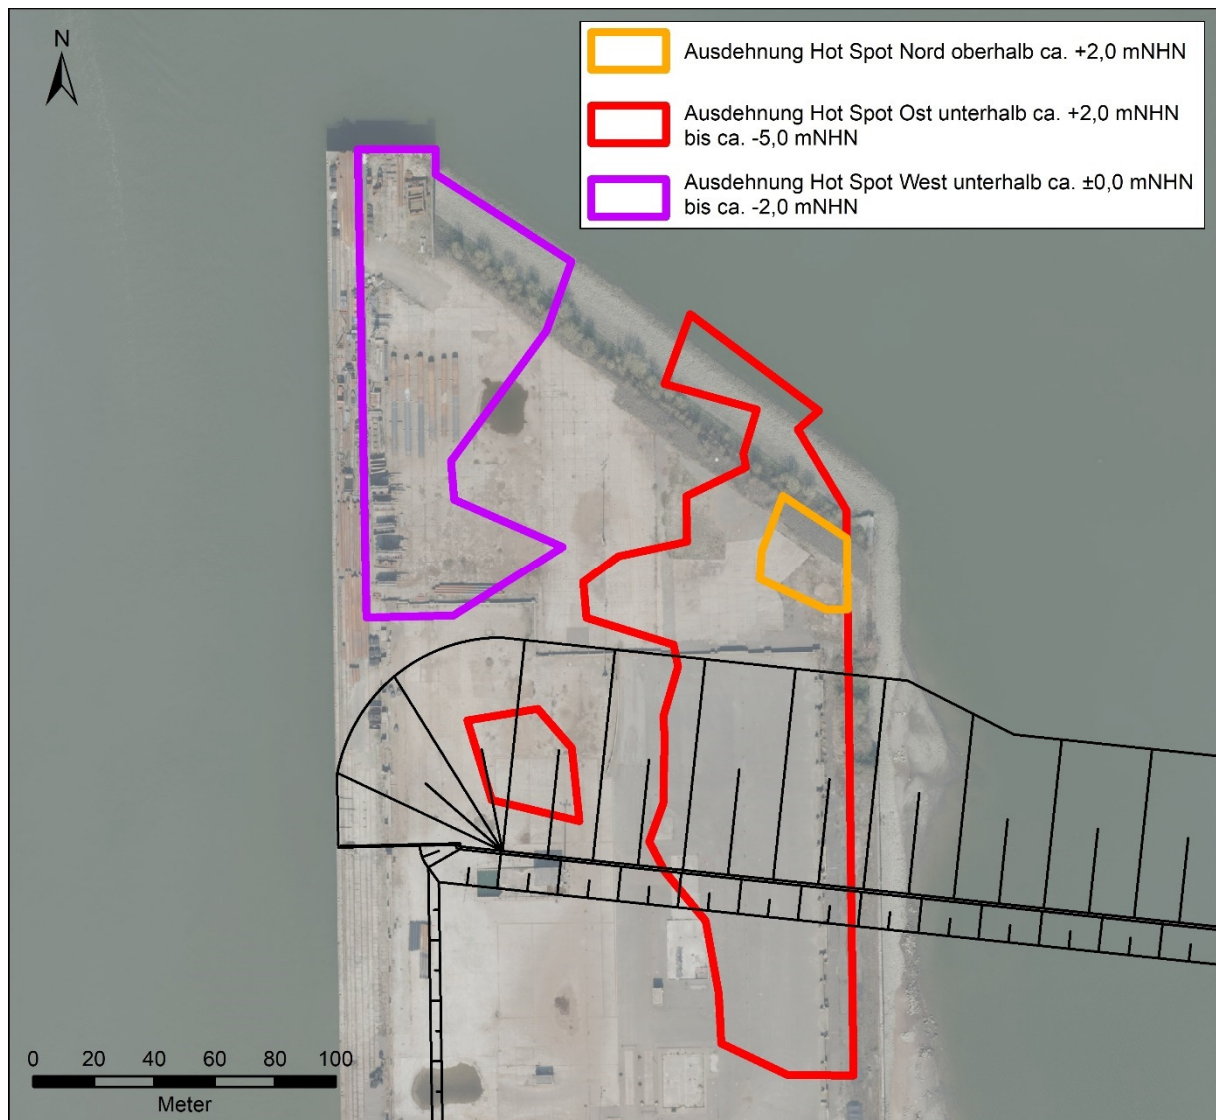 N
Ausdehnung Hot Spot Nord oberhalb ca. +2,0 mNHN
Ausdehnung Hot Spot Ost unterhalb ca. +2,0 mNHN
bis ca. -5,0 mNHN
Ausdehnung Hot Spot West unterhalb ca. ±0,0 mNHN
bis ca. -2,0 mNHN
0 20 40 60 80 100
Meter